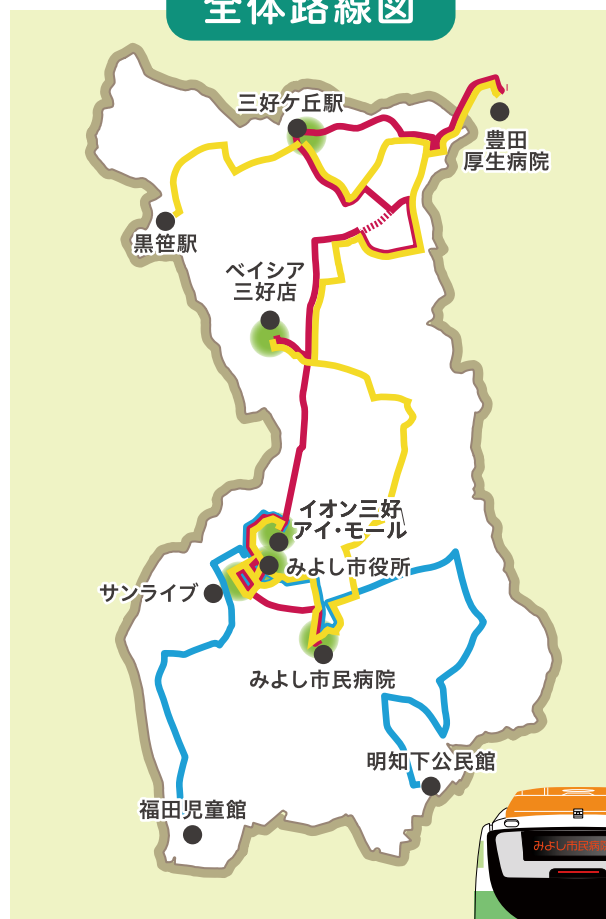 全体路線図
三好ケ丘駅
豊田
厚生病院
黒笹駅
ベイシア
三好店
イオン三好
アイ・モール
みよし市役所
サンライブ
みよし市民病院
明知下公民館
福田児童館
みよし市民病